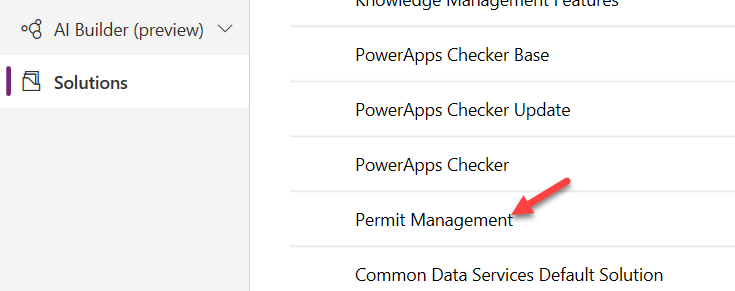 Knowledge Management Features
AI Builder (preview)
PowerApps Checker Base
Solutions
PowerApps Checker Update
PowerApps Checker
Permit Management
Common Data Services Default Solution